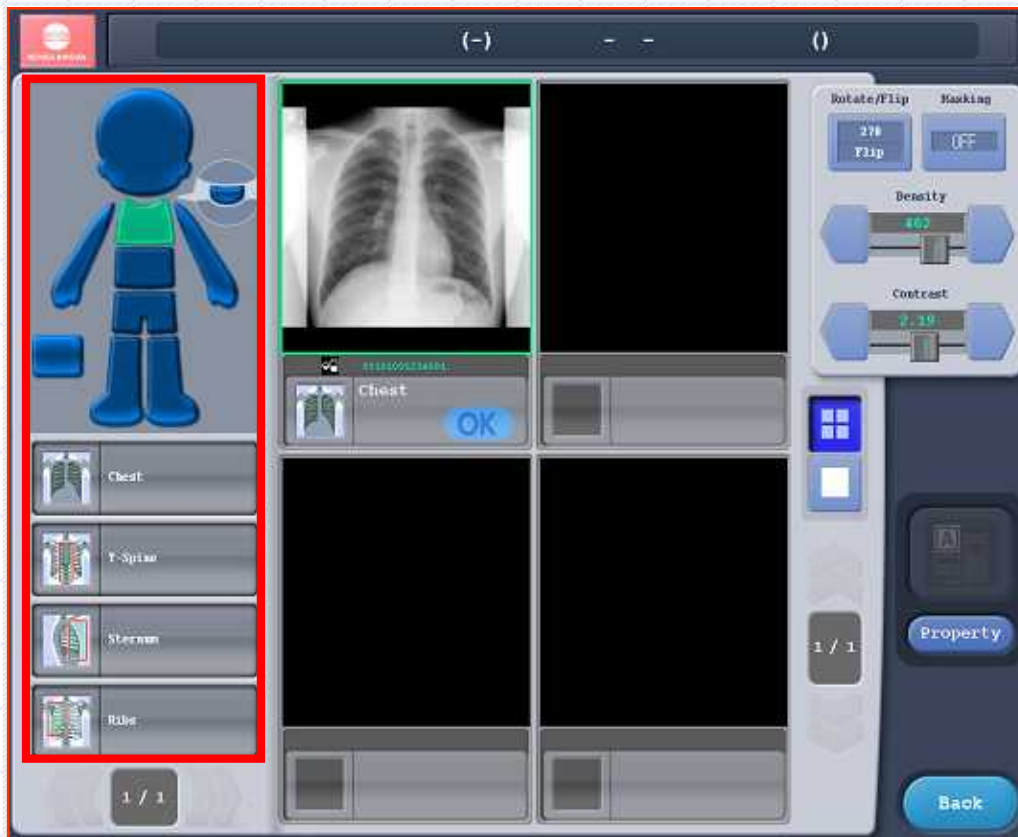 (-) - - ()
Rotate/Flip Masking
270
Flip
OFF
Density
402
Contrast
2.19
Chest
OK
Chest
T-Spine
Sternum
Ribs
1 / 1
1 / 1
A
Property
Back